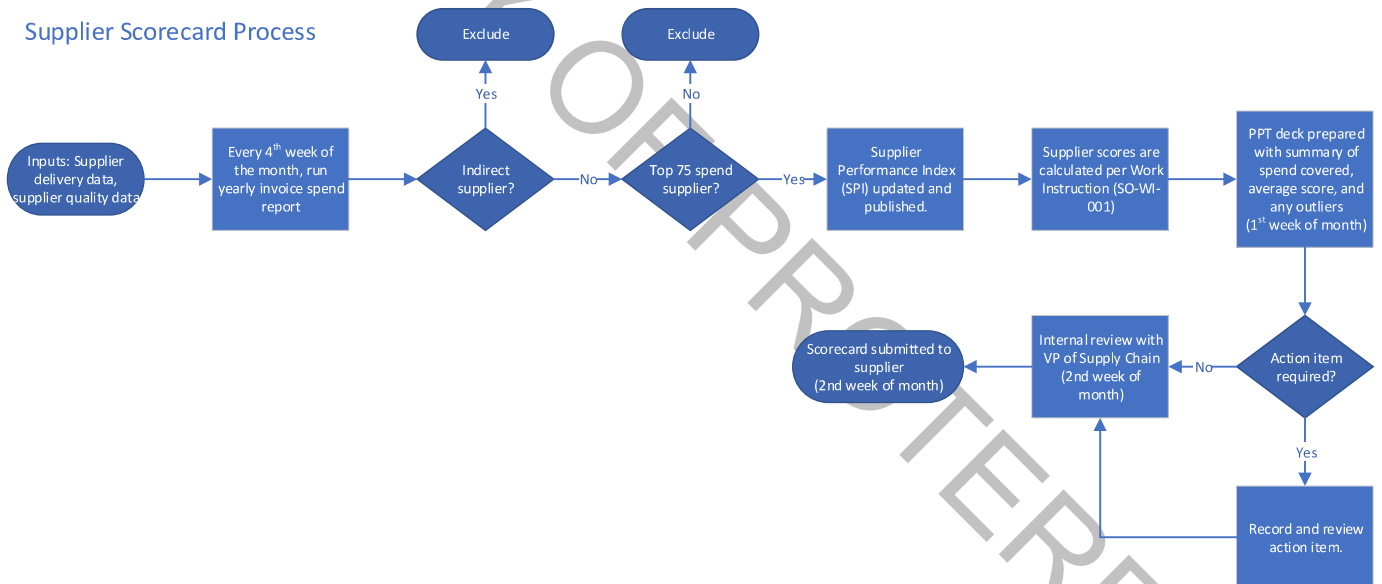 Supplier Scorecard Process
Exclude
Exclude
Yes
No
Inputs: Supplier
delivery data,
supplier quality data
Every 4th week of
the month, run
yearly invoice spend
report
Indirect
supplier?
No
Top 75 spend
supplier?
Yes
Supplier
Performance Index
(SPI) updated and
published.
Supplier scores are
calculated per Work
Instruction (SO-WI-
001)
PPT deck prepared
with summary of
spend covered,
average score, and
any outliers
(1st week of month)
Action item
required?
No
Internal review with
VP of Supply Chain
(2nd week of
month)
Scorecard submitted to
supplier
(2nd week of month)
Yes
Record and review
action item.
OF PROTER